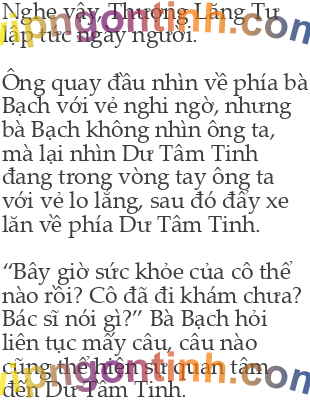 Nghe vậy, Thượng Lăng Tư
lập tức ngây người.
Ông quay đầu nhìn về phía bà
Bạch với vẻ nghi ngờ, nhưng
bà Bạch không nhìn ông ta,
mà lại nhìn Dư Tâm Tinh
đang trong vòng tay ông ta
với vẻ lo lắng, sau đó đẩy xe
lăn về phía Dư Tâm Tinh.
“Bây giờ sức khỏe của cô thế
nào rồi? Cô đã đi khám chưa?
Bác sĩ nói gì?” Bà Bạch hỏi
liên tục mấy câu, câu nào
cũng thể hiện sự quan tâm
đến Dư Tâm Tinh.
vipngontinh.com
vipngontinh.com